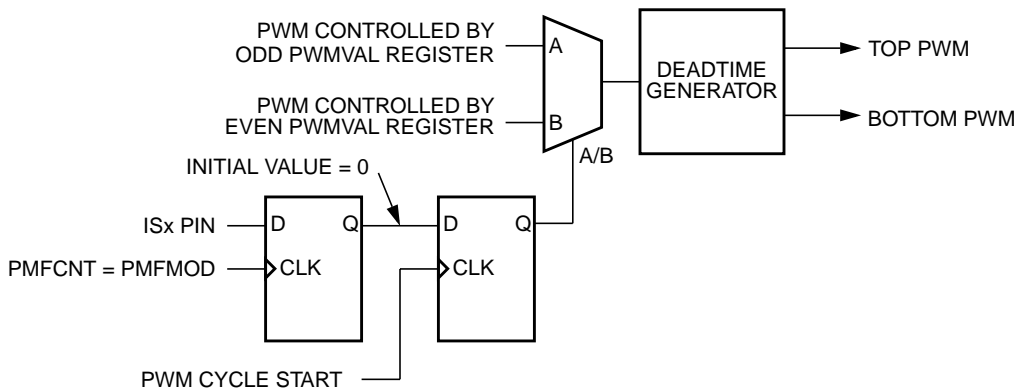 PWM CONTROLLED BY
ODD PWMVAL REGISTER
A
DEADTIME
GENERATOR
TOP PWM
PWM CONTROLLED BY
EVEN PWMVAL REGISTER
B
BOTTOM PWM
A/B
INITIAL VALUE = 0
ISx PIN
D
Q
D
Q
PMFCNT = PMFMOD
CLK
CLK
PWM CYCLE START